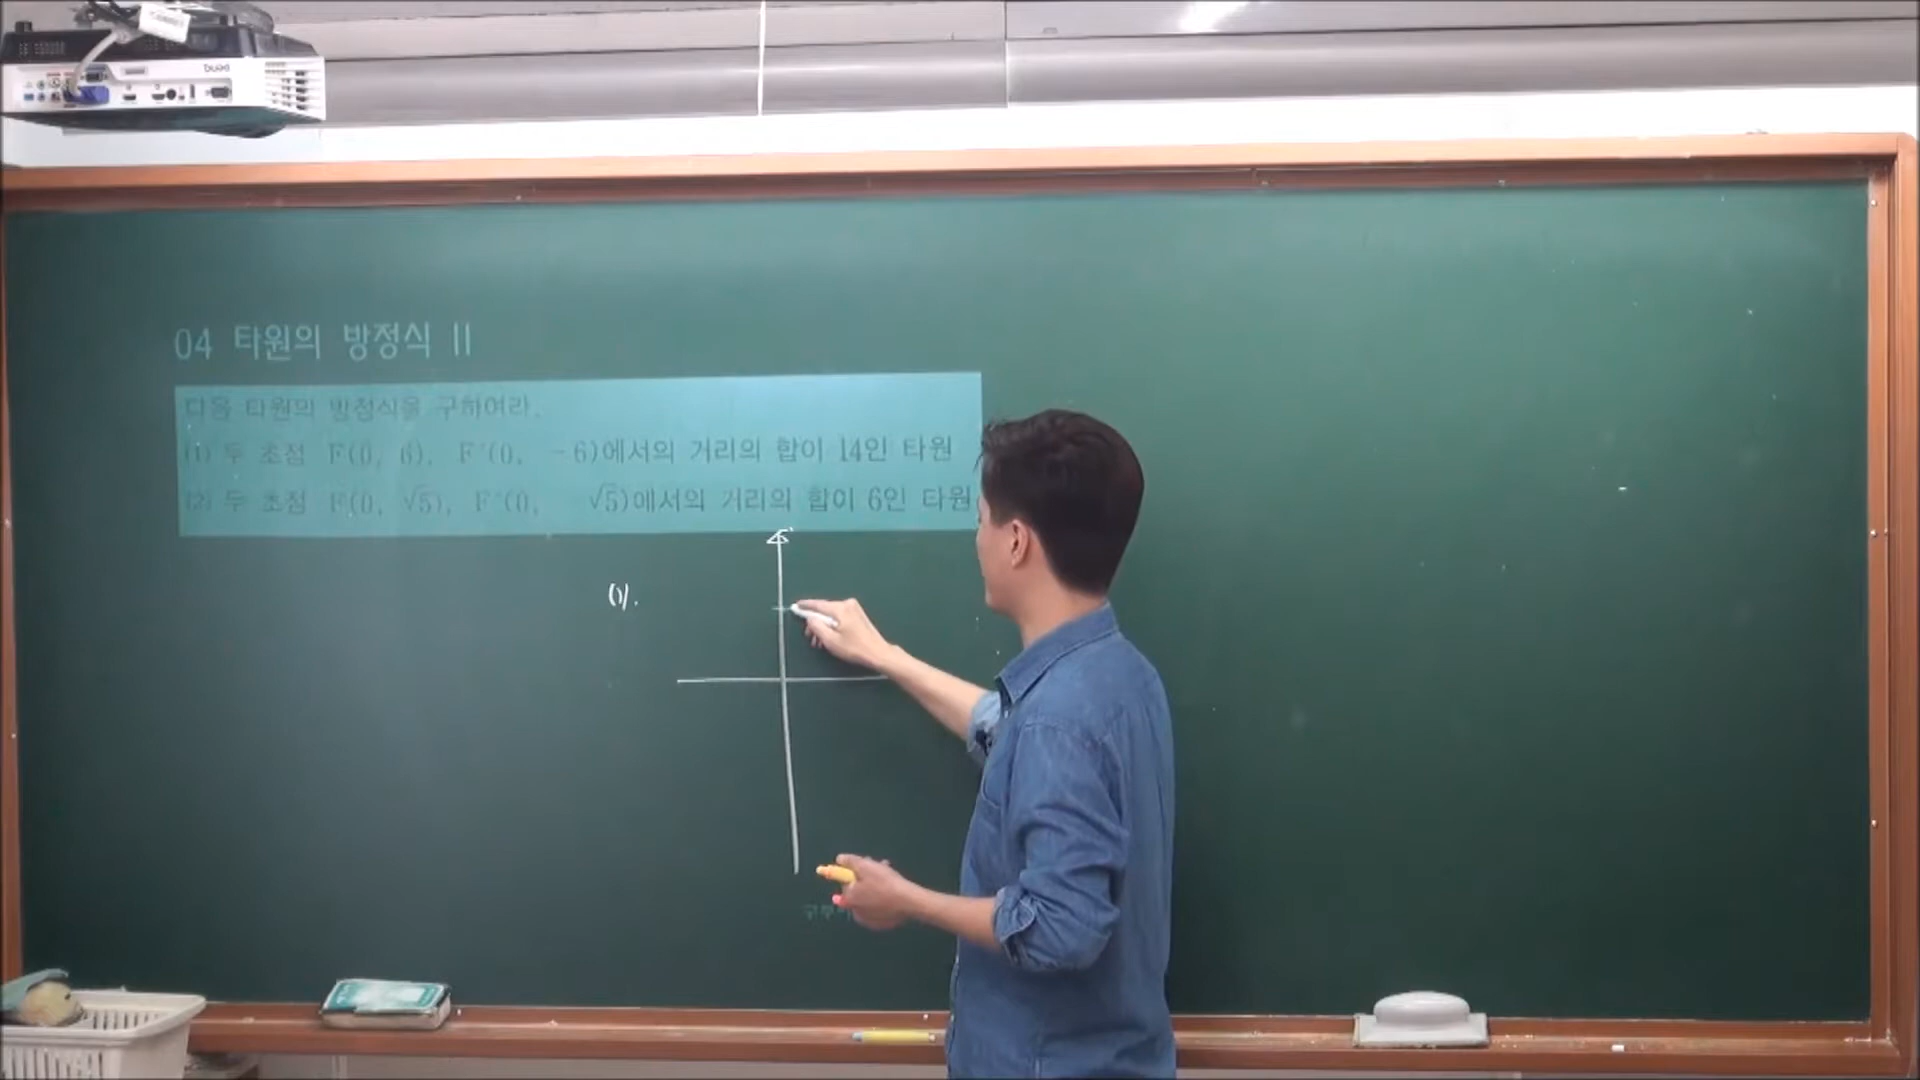 BenQ
04 타원의 방정식 II
다음 타원의 방정식을 구하여라.
(1) 두 초점 F(0, 6), F'(0, -6)에서의 거리의 합이 14인 타원
(2) 두 초점 F(0, √5), F'(0, √5)에서의 거리의 합이 6인 타원
(1).